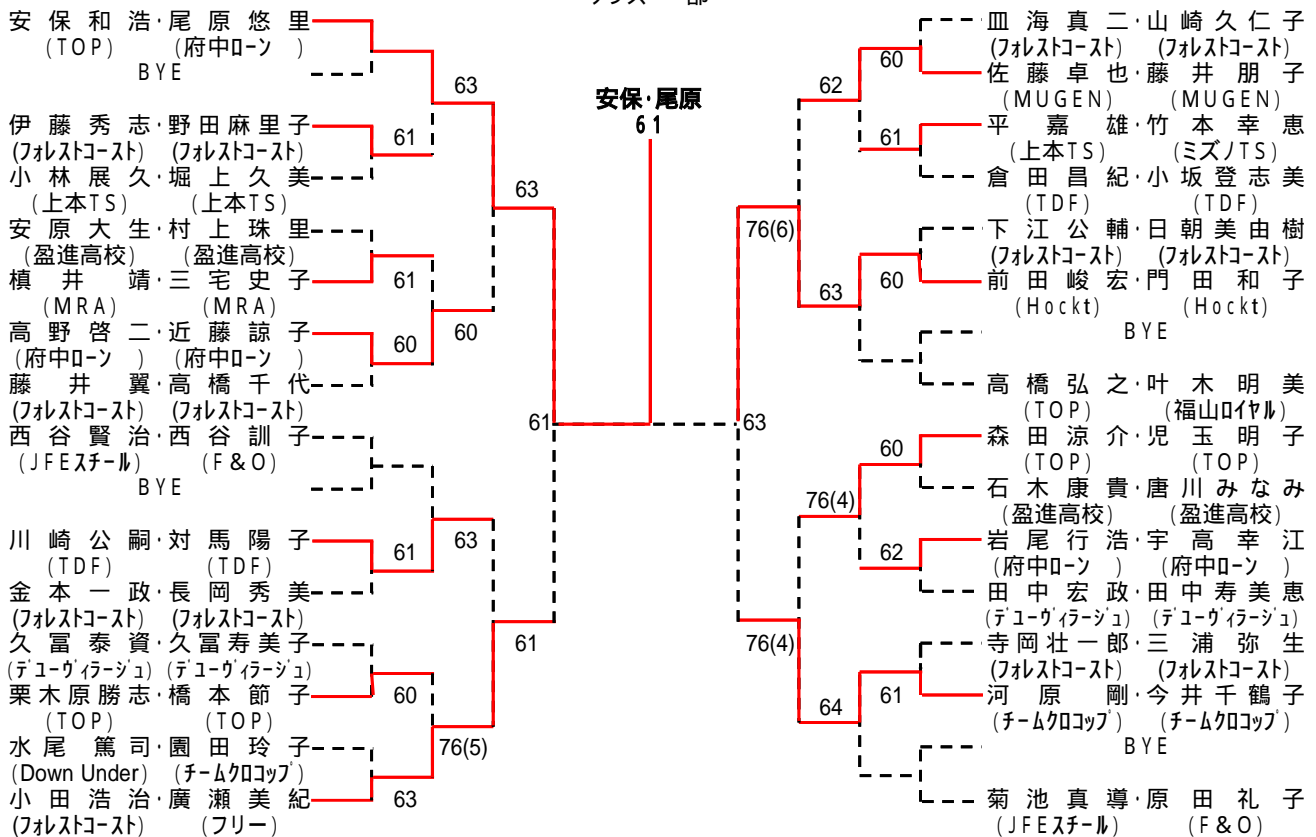 安保和浩・尾原悠里
(TOP) (府中ローン )
BYE
伊藤秀志・野田麻里子
(フォレストコースト) (フォレストコースト)
小林展久・堀上久美
(上本TS) (上本TS)
安原大生・村上珠里
(盈進高校) (盈進高校)
槙井靖・三宅史子
(MRA) (MRA)
高野啓二・近藤諒子
(府中ローン ) (府中ローン )
藤井翼・高橋千代
(フォレストコースト) (フォレストコースト)
西谷賢治・西谷訓子
(JFEスチール) (F&O)
BYE
川崎公嗣・対馬陽子
(TDF) (TDF)
金本一政・長岡秀美
(フォレストコースト) (フォレストコースト)
久冨泰資・久冨寿美子
(デューヴィラージュ) (デューヴィラージュ)
栗木原勝志・橋本節子
(TOP) (TOP)
水尾篤司・園田玲子
(Down Under) (チームクロコップ)
小田浩治・廣瀬美紀
(フォレストコースト) (フリー)
61
61
60
61
60
63
63
60
63
76(5)
63
61
61
安保・尾原
6 1
63
76(6)
76(4)
62
63
76(4)
64
60
61
60
60
62
61
皿海真二・山崎久仁子
(フォレストコースト) (フォレストコースト)
佐藤卓也・藤井朋子
(MUGEN) (MUGEN)
平嘉雄・竹本幸恵
(上本TS) (ミズノTS)
倉田昌紀・小坂登志美
(TDF) (TDF)
下江公輔・日朝美由樹
(フォレストコースト) (フォレストコースト)
前田峻宏・門田和子
(Hockt) (Hockt)
BYE
高橋弘之・叶木明美
(TOP) (福山ロイヤル)
森田涼介・児玉明子
(TOP) (TOP)
石木康貴・唐川みなみ
(盈進高校) (盈進高校)
岩尾行浩・宇高幸江
(府中ローン ) (府中ローン )
田中宏政・田中寿美恵
(デューヴィラージュ) (デューヴィラージュ)
寺岡壮一郎・三浦弥生
(フォレストコースト) (フォレストコースト)
河原剛・今井千鶴子
(チームクロコップ) (チームクロコップ)
BYE
菊池真導・原田礼子
(JFEスチール) (F&O)